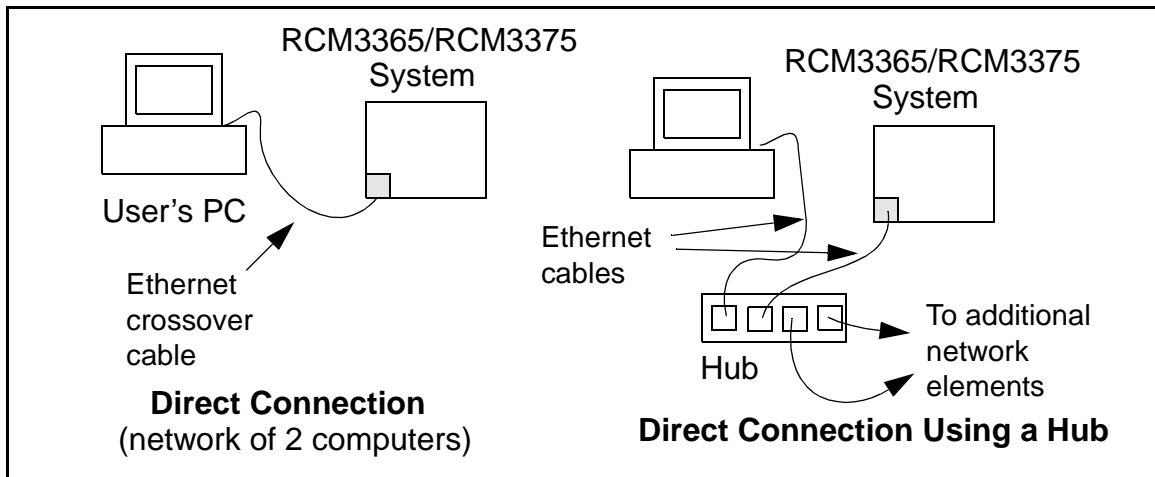 RCM3365/RCM3375
System
User's PC
Ethernet
crossover
cable
Direct Connection
(network of 2 computers)
RCM3365/RCM3375
System
Ethernet
cables
Hub
To additional
network
elements
Direct Connection Using a Hub